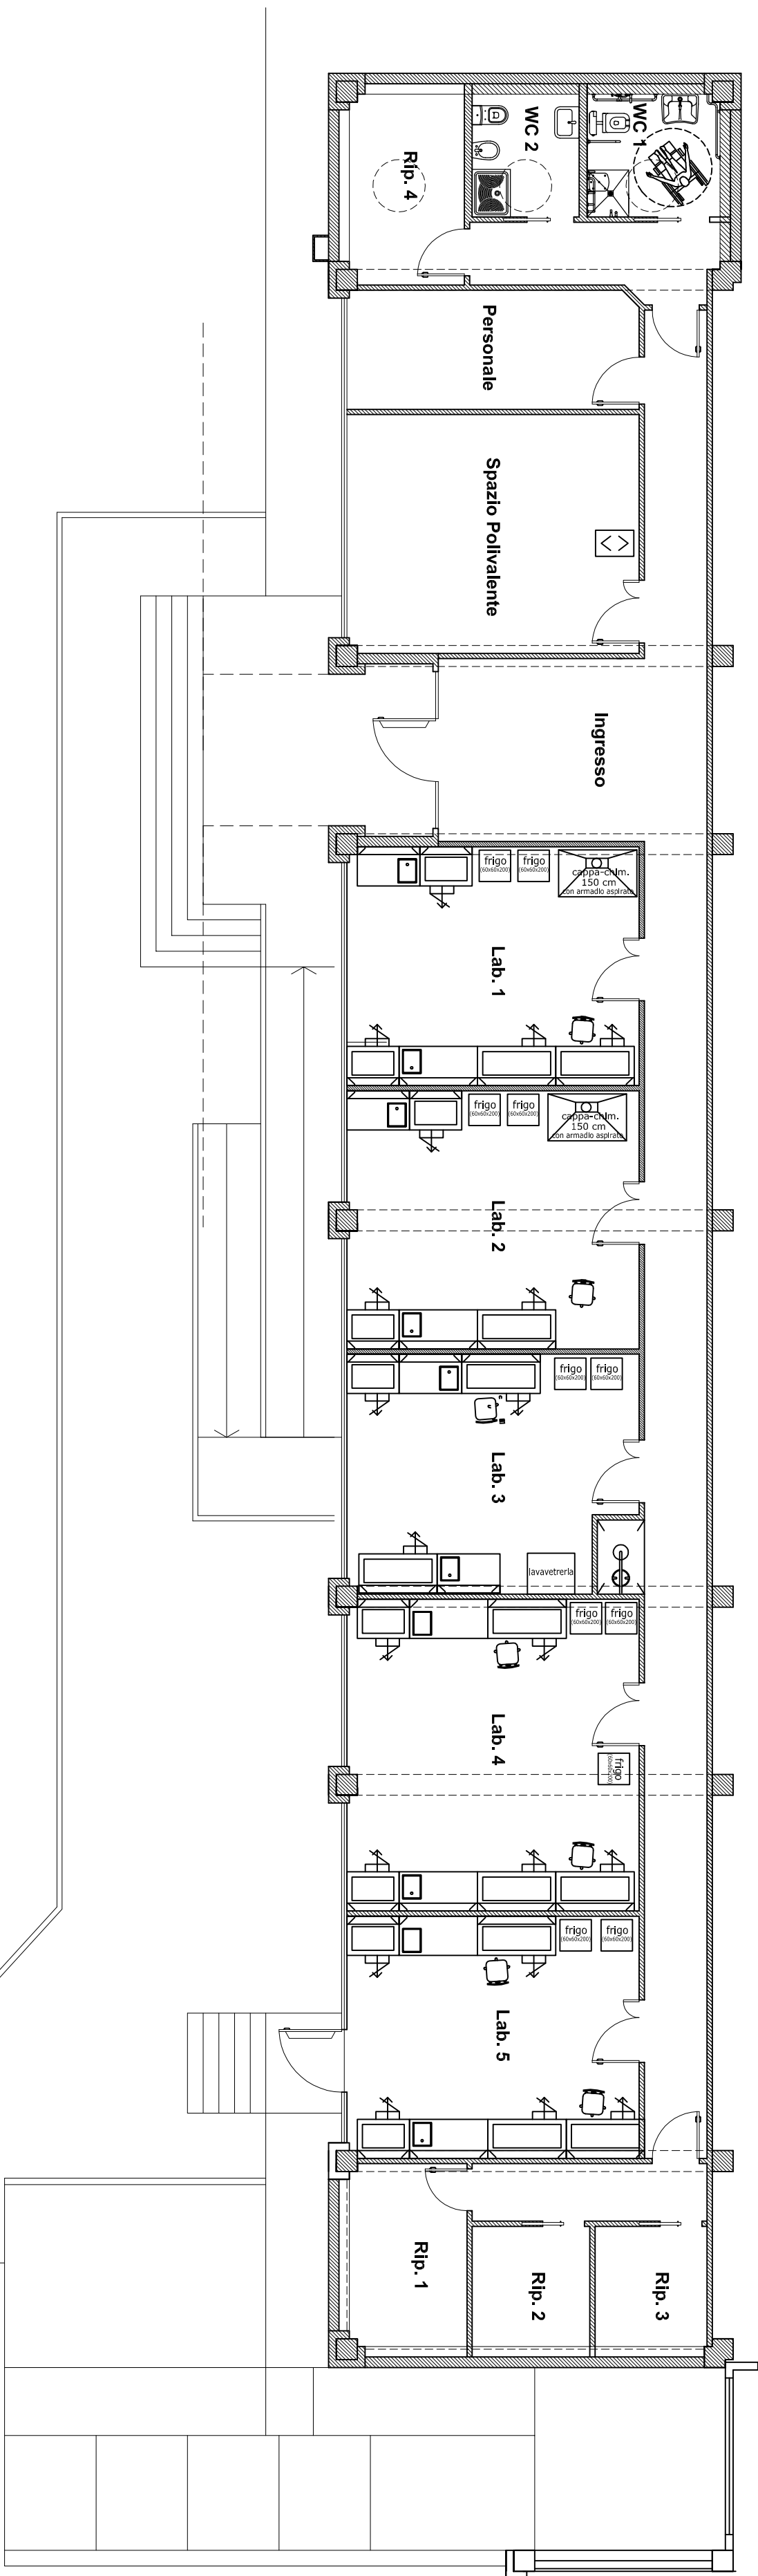 WC 1
WC 2
Rip. 4
Personale
Spazio Polivalente
Ingresso
frigo
(60x60x200)
frigo
(60x60x200)
cappa-chim.
150 cm
con armadio aspirato
Lab. 1
frigo
(60x60x200)
frigo
(60x60x200)
cappa-chim.
150 cm
con armadio aspirato
Lab. 2
frigo
(60x60x200)
frigo
(60x60x200)
Lab. 3
lavavetreria
frigo
(60x60x200)
frigo
(60x60x200)
Lab. 4
frigo
(60x60x200)
frigo
(60x60x200)
frigo
(60x60x200)
Lab. 5
Rip. 1
Rip. 2
Rip. 3